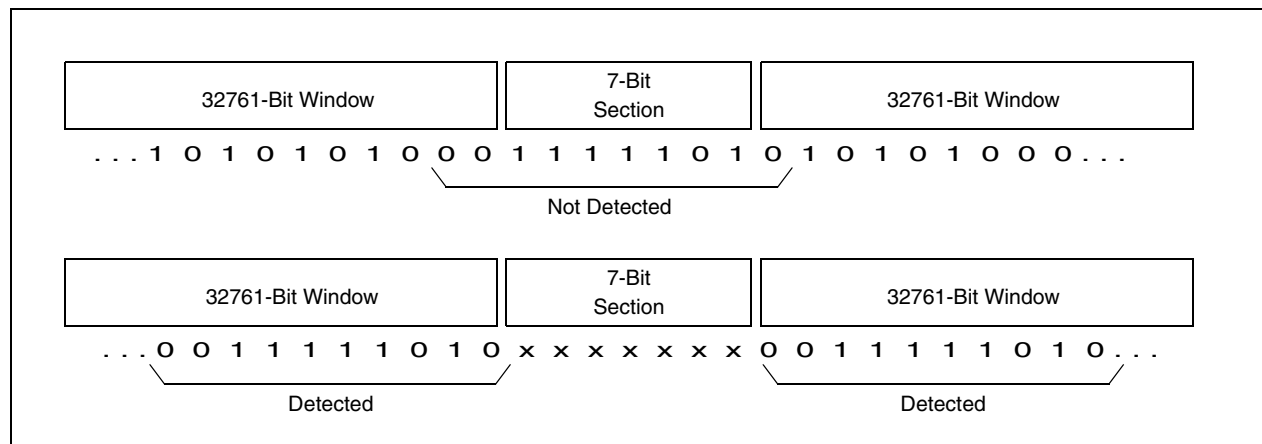 32761-Bit Window
7-Bit
Section
32761-Bit Window
...1 0 1 0 1 0 1 0 0 0 1 1 1 1 1 0 1 0 1 0 1 0 1 0 0 0...
Not Detected
32761-Bit Window
7-Bit
Section
32761-Bit Window
...0 0 1 1 1 1 1 0 1 0 x x x x x x x 0 0 1 1 1 1 1 0 1 0...
Detected
Detected